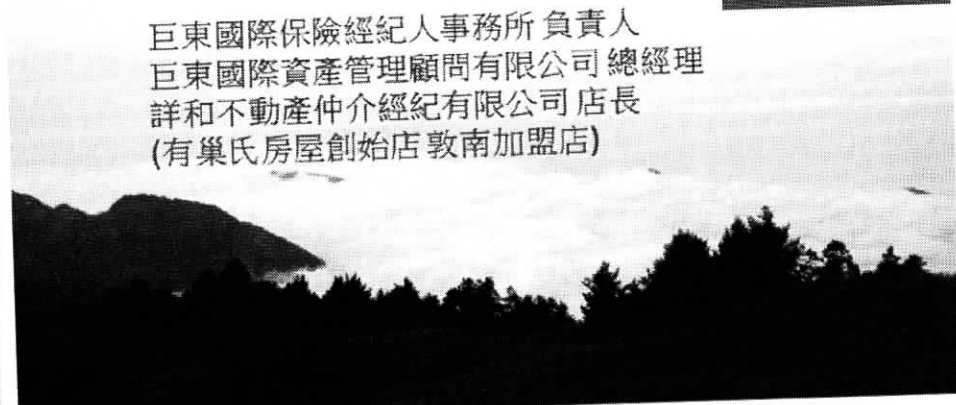 巨東國際保險經紀人事務所 負責人
巨東國際資產管理顧問有限公司 總經理
詳和不動產仲介經紀有限公司 店長
(有巢氏房屋創始店 敦南加盟店)